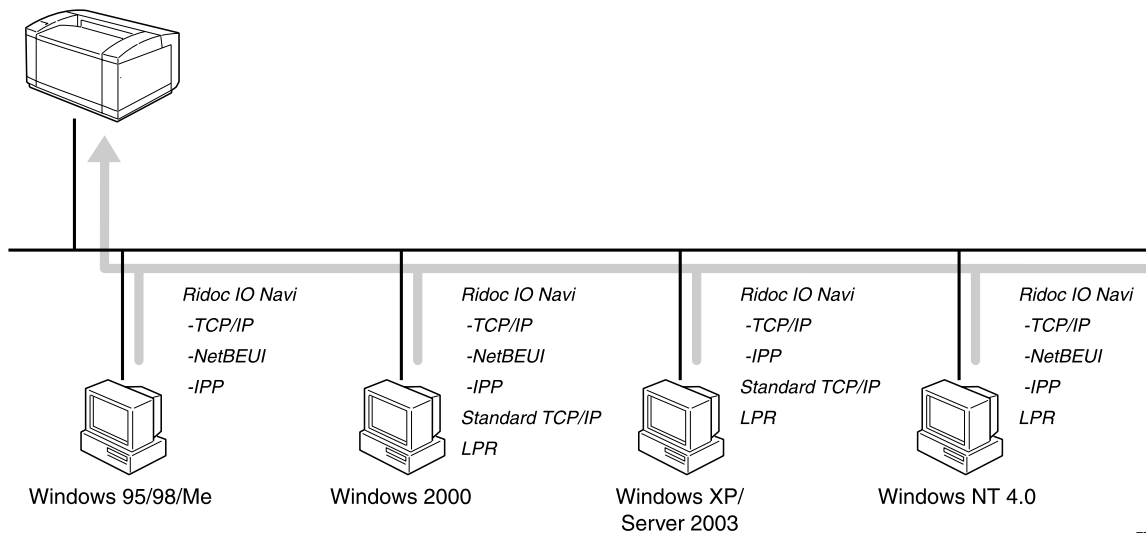 Ridoc IO Navi
-TCP/IP
-NetBEUI
-IPP
Windows 95/98/Me
Ridoc IO Navi
-TCP/IP
-NetBEUI
-IPP
Standard TCP/IP
LPR
Windows 2000
Ridoc IO Navi
-TCP/IP
-IPP
Standard TCP/IP
LPR
Windows XP/
Server 2003
Ridoc IO Navi
-TCP/IP
-NetBEUI
-IPP
LPR
Windows NT 4.0